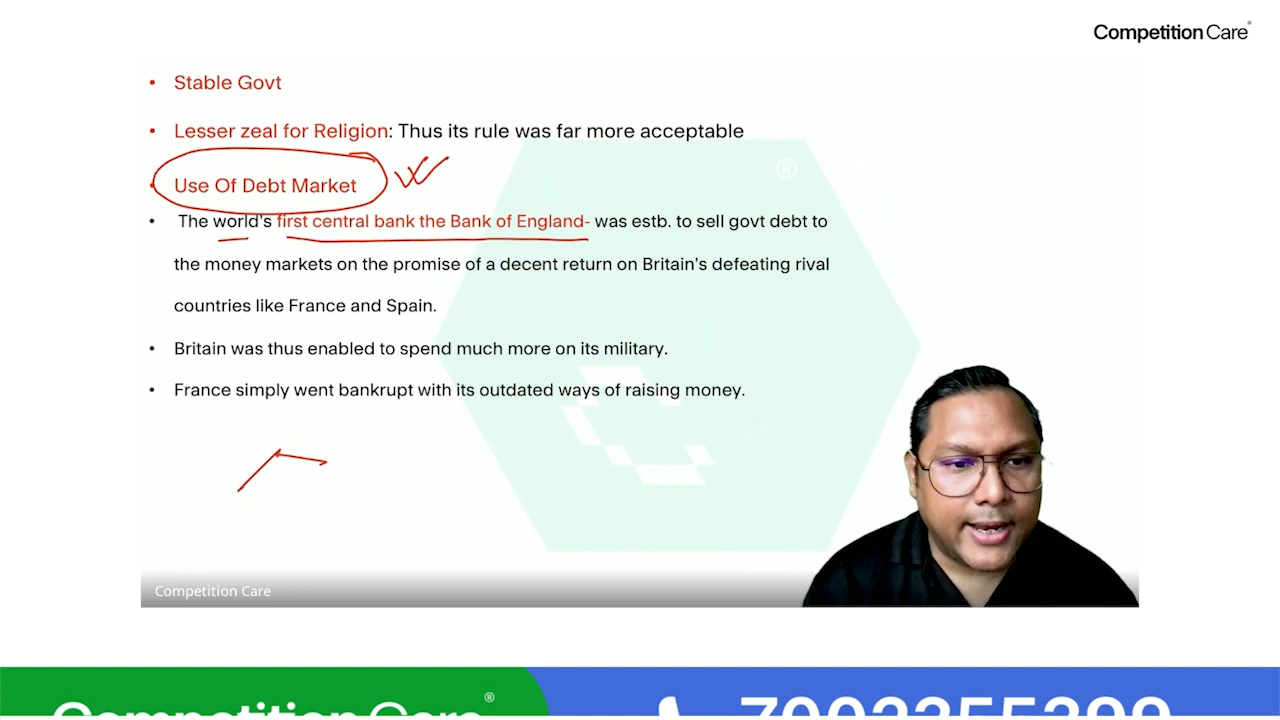 Competition Care®
• Stable Govt
• Lesser zeal for Religion: Thus its rule was far more acceptable
®
• Use Of Debt Market
• The world's first central bank the Bank of England- was estb. to sell govt debt to
the money markets on the promise of a decent return on Britain's defeating rival
countries like France and Spain.
• Britain was thus enabled to spend much more on its military.
• France simply went bankrupt with its outdated ways of raising money.
Competition Care
Competition Care®